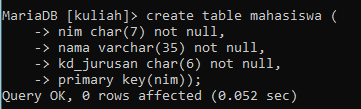 MariaDB [kuliah]> create table mahasiswa (
    -> nim char(7) not null,
    -> nama varchar(35) not null,
    -> kd_jurusan char(6) not null,
    -> primary key(nim));
Query OK, 0 rows affected (0.052 sec)